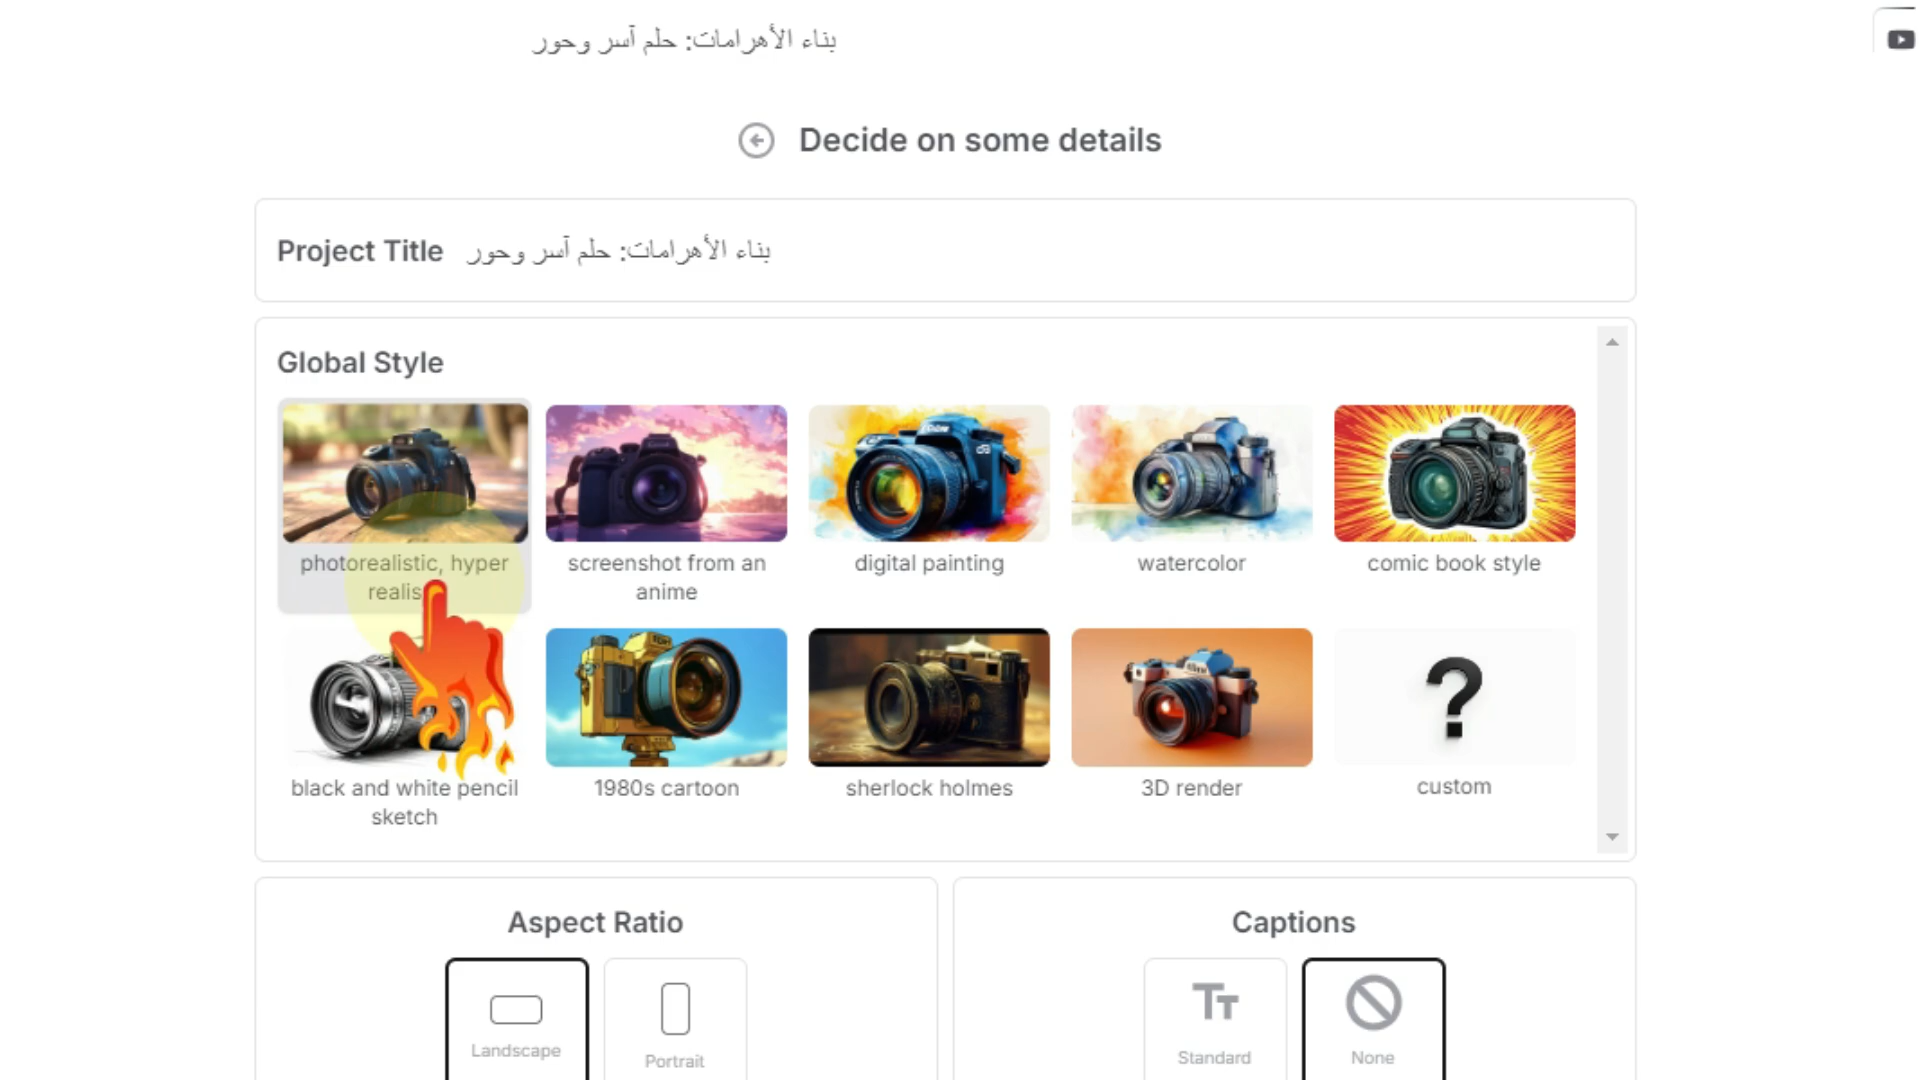 بناء الأهرامات: حلم آسر وحور
Decide on some details
Project Title بناء الأهرامات: حلم آسر وحور
Global Style
photorealistic, hyper
screenshot from an
anime
digital painting
watercolor
comic book style
black and white pencil
sketch
1980s cartoon
sherlock holmes
3D render
custom
Aspect Ratio
Captions
Landscape
Portrait
Standard
None